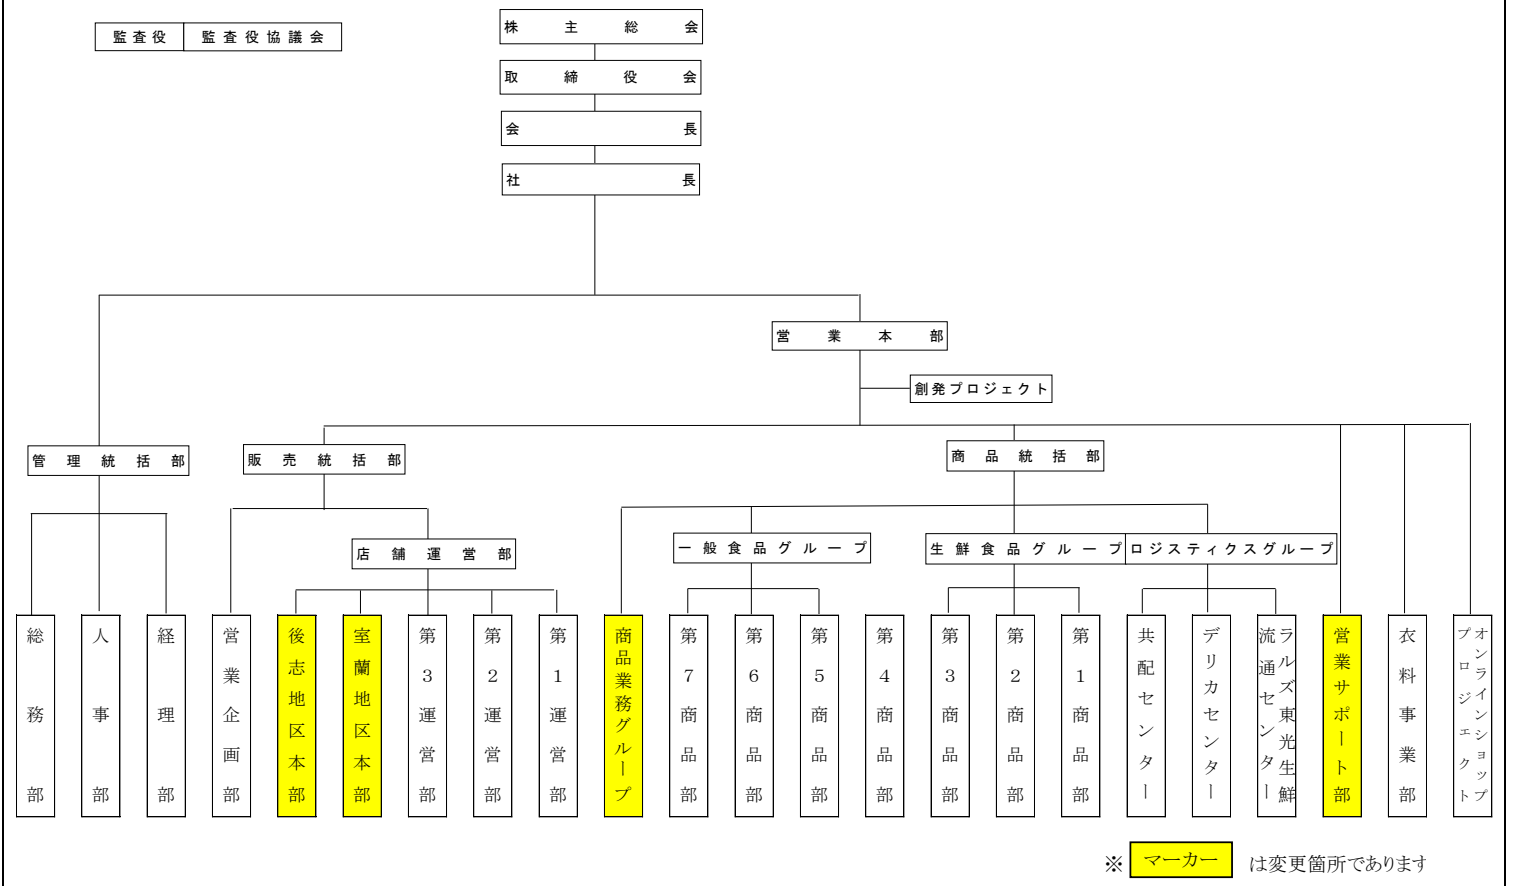 監査役
監査役協議会
株主総会
取締役会
会長
社長
営業本部
創発プロジェクト
管理統括部
販売統括部
商品統括部
店舗運営部
一般食品グループ
生鮮食品グループ
ロジスティクスグループ
総務部
人事部
経理部
営業企画部
後志地区本部
室蘭地区本部
第3運営部
第2運営部
第1運営部
商品業務グループ
第7商品部
第6商品部
第5商品部
第4商品部
第3商品部
第2商品部
第1商品部
共配センター
デリカセンター
ラルズ東光生鮮
流通センター
営業サポート部
衣料事業部
オンラインショップ
プロジェクト
※ マーカー は変更箇所であります